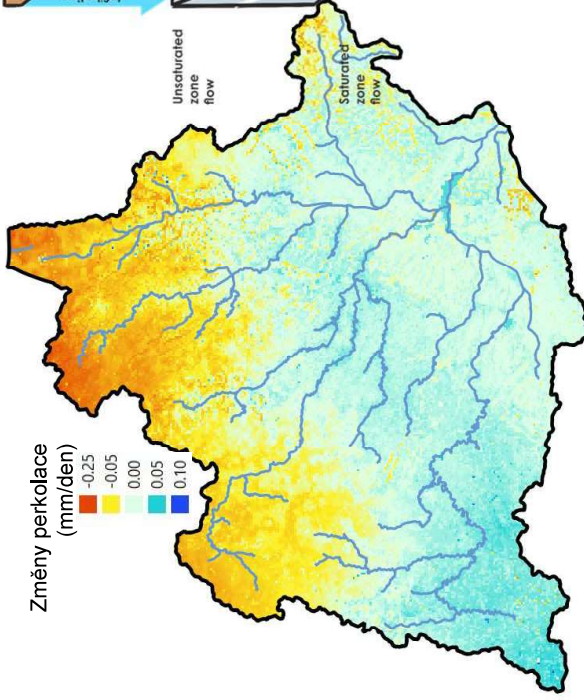 Unsaturated
zone
flow
Saturated
zone
flow
Změny perkolace
(mm/den)
-0.25
-0.05
0.00
0.05
0.10